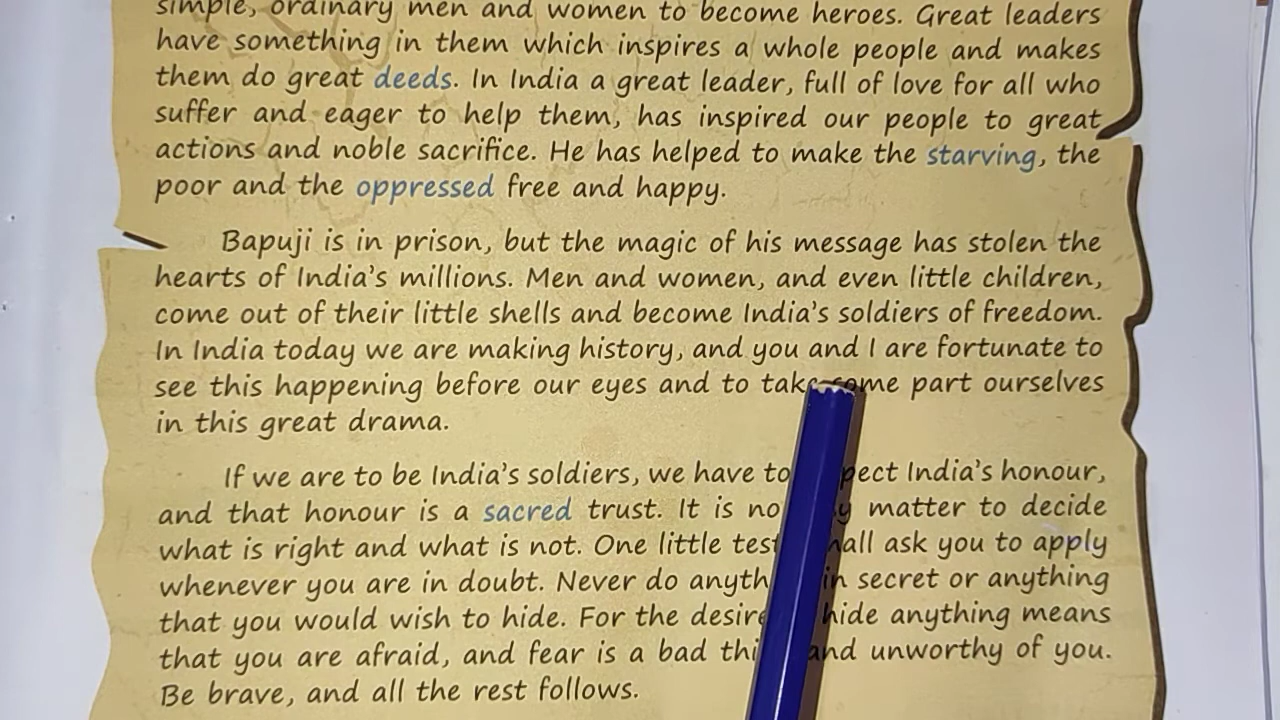 simple, ordinary men and women to become heroes. Great leaders
have something in them which inspires a whole people and makes
them do great deeds. In India a great leader, full of love for all who
suffer and eager to help them, has inspired our people to great
actions and noble sacrifice. He has helped to make the starving, the
poor and the oppressed free and happy.
Bapuji is in prison, but the magic of his message has stolen the
hearts of India's millions. Men and women, and even little children,
come out of their little shells and become India's soldiers of freedom.
In India today we are making history, and you and I are fortunate to
see this happening before our eyes and to take some part ourselves
in this great drama.
If we are to be India's soldiers, we have to India's honour,
and that honour is a sacred trust. It is no matter to decide
what is right and what is not. One little test ask you to apply
whenever you are in doubt. Never do in secret or anything
that you would wish to hide. For the desire hide anything means
that you are afraid, and fear is a bad and unworthy of you.
Be brave, and all the rest follows.